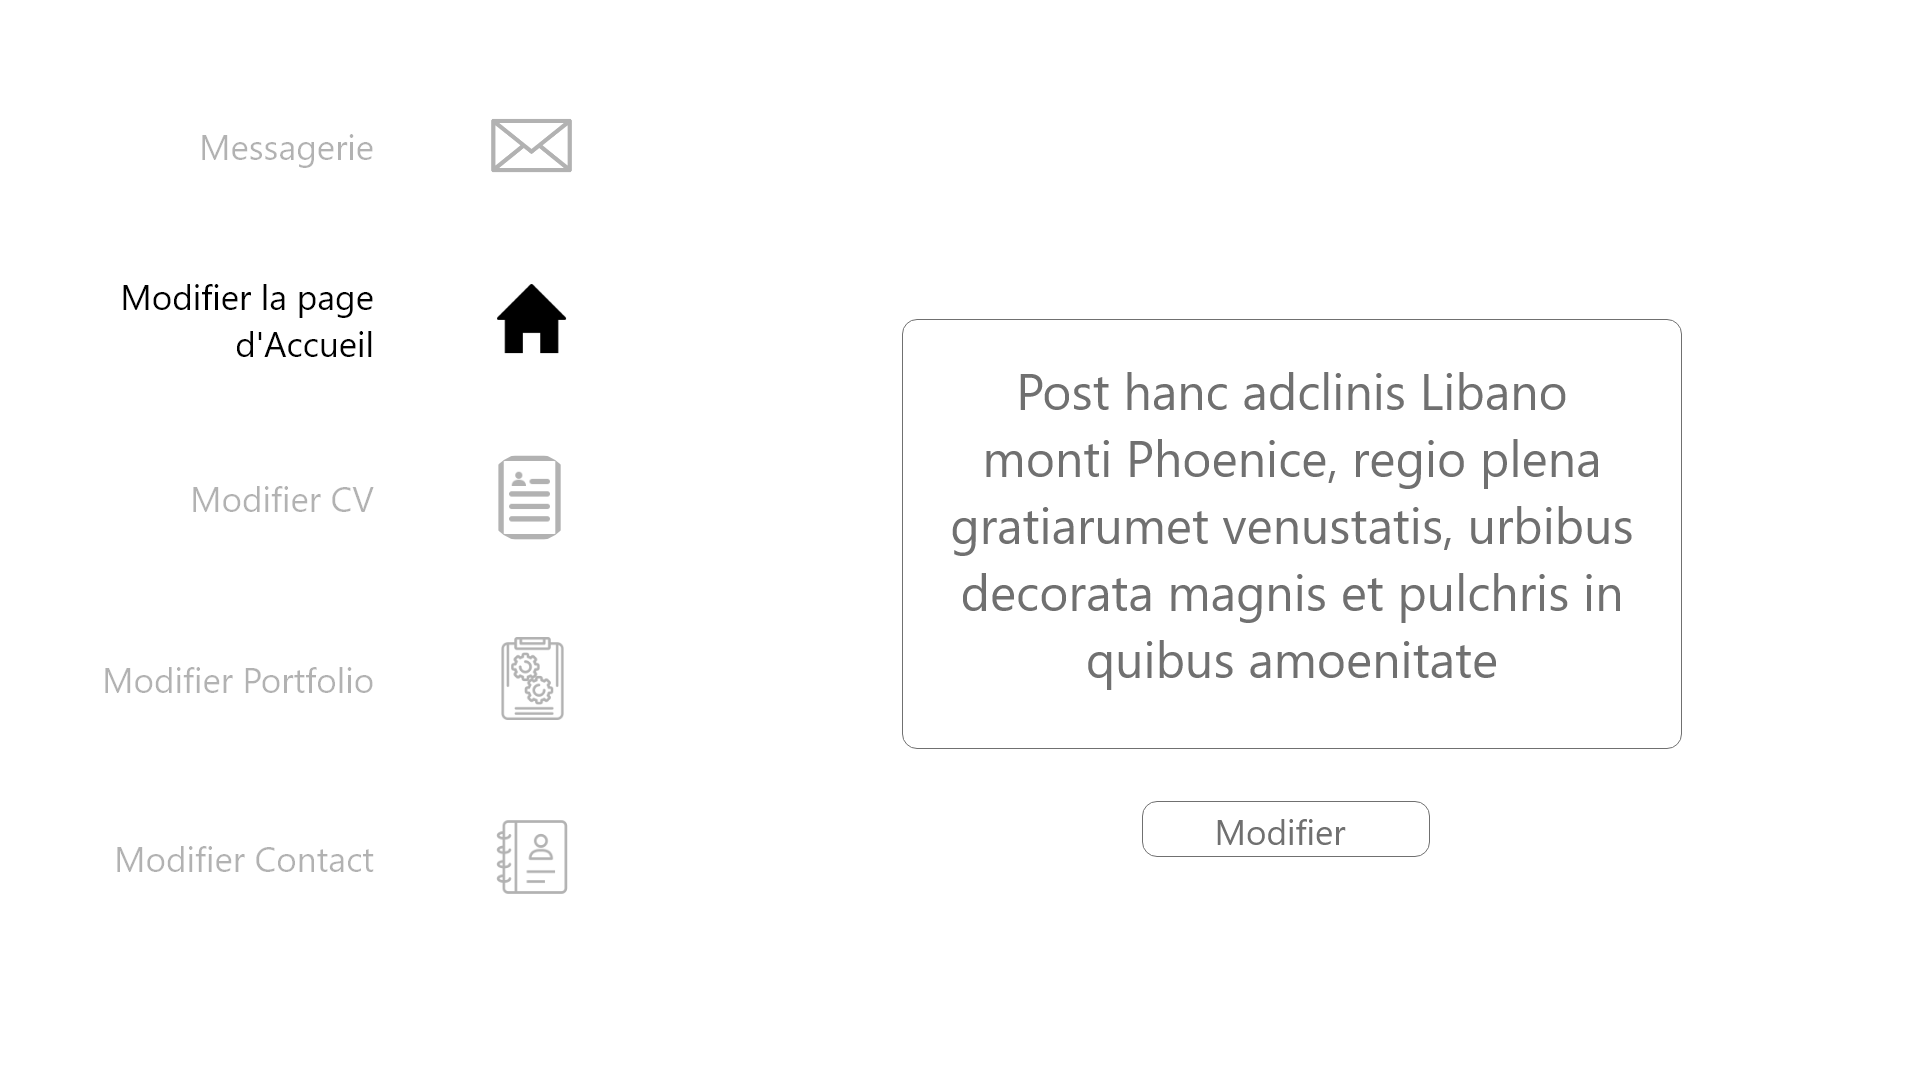 Messagerie
Modifier la page
d'Accueil
Modifier CV
Modifier Portfolio
Modifier Contact
Post hanc adclinis Libano
monti Phoenice, regio plena
gratiarumet venustatis, urbibus
decorata magnis et pulchris in
quibus amoenitate
Modifier